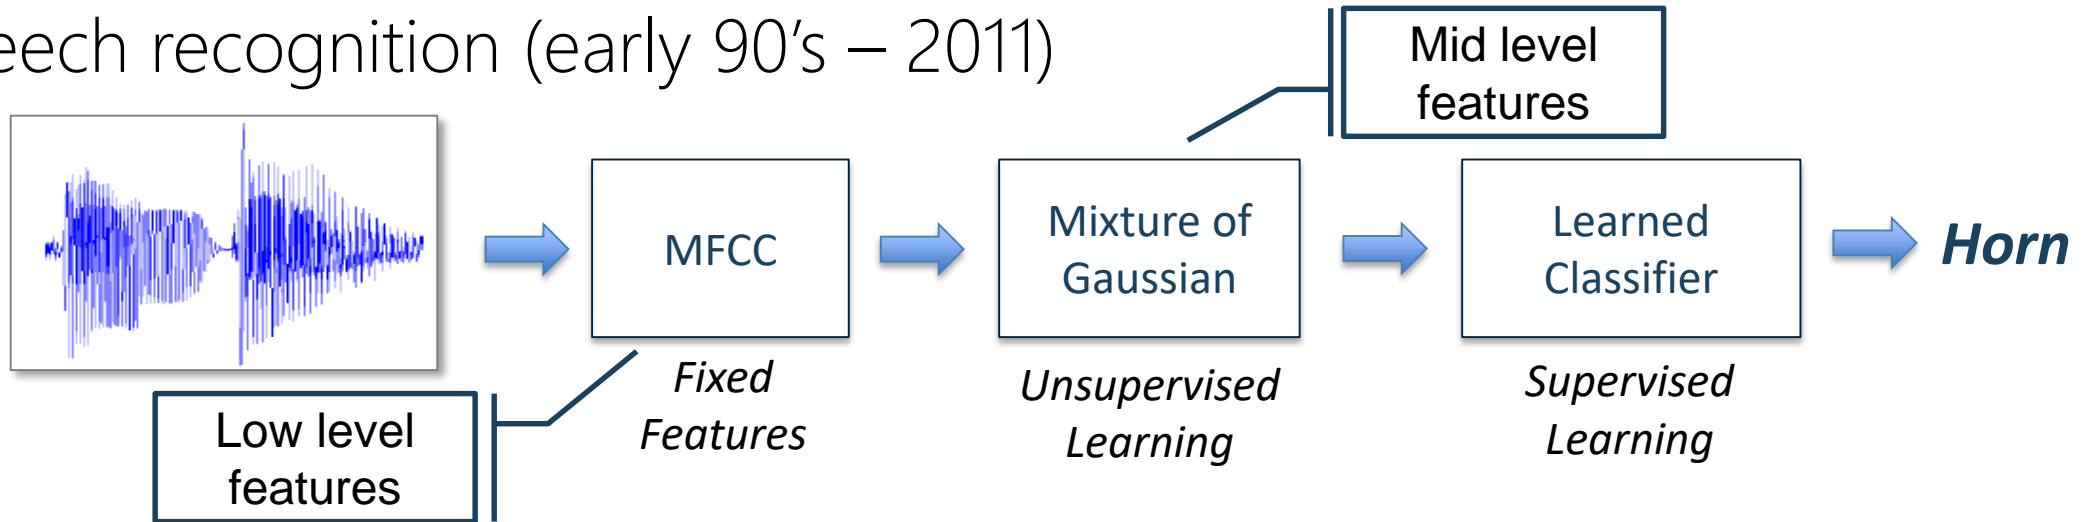 eech recognition (early 90's – 2011)
Mid level
features
MFCC
Mixture of
Gaussian
Learned
Classifier
Horn
Fixed
Features
Unsupervised
Learning
Supervised
Learning
Low level
features